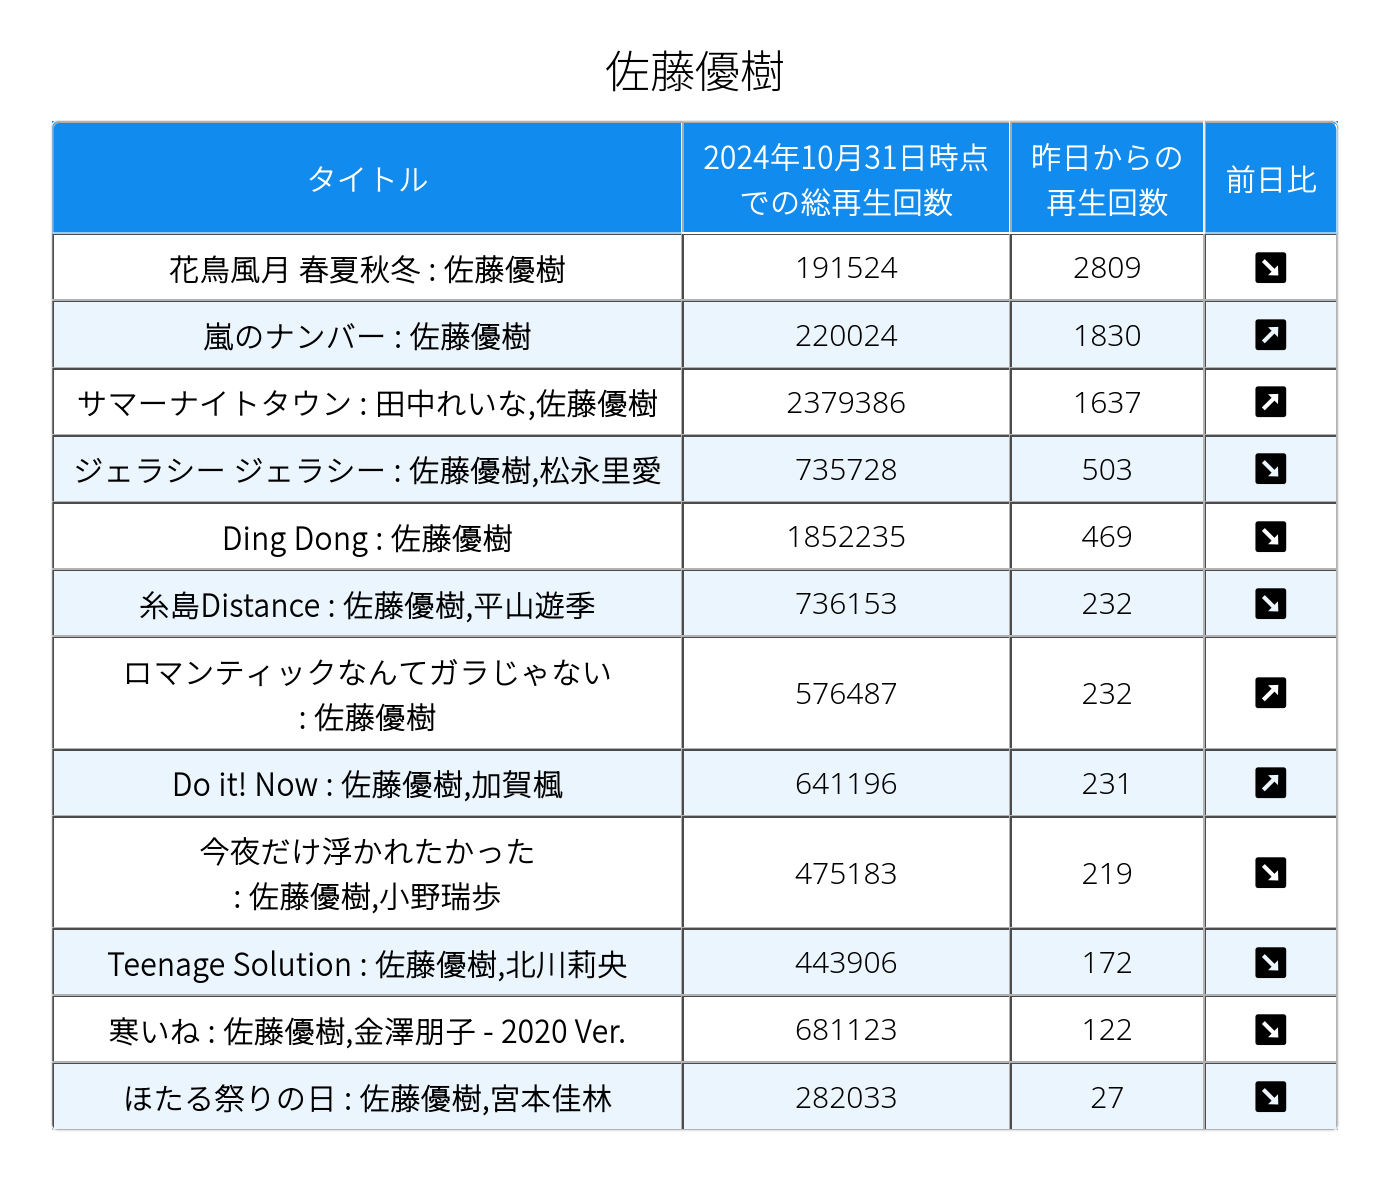 佐藤優樹
タイトル
2024年10月31日時点
での総再生回数
昨日からの
再生回数
前日比
花鳥風月 春夏秋冬 : 佐藤優樹
191524
2809
嵐のナンバー : 佐藤優樹
220024
1830
サマーナイトタウン : 田中れいな,佐藤優樹
2379386
1637
ジェラシー ジェラシー : 佐藤優樹,松永里愛
735728
503
Ding Dong : 佐藤優樹
1852235
469
糸島Distance : 佐藤優樹,平山遊季
736153
232
ロマンティックなんてガラじゃない
: 佐藤優樹
576487
232
Do it! Now : 佐藤優樹,加賀楓
641196
231
今夜だけ浮かれたかった
: 佐藤優樹,小野瑞歩
475183
219
Teenage Solution : 佐藤優樹,北川莉央
443906
172
寒いね : 佐藤優樹,金澤朋子 - 2020 Ver.
681123
122
ほたる祭りの日 : 佐藤優樹,宮本佳林
282033
27